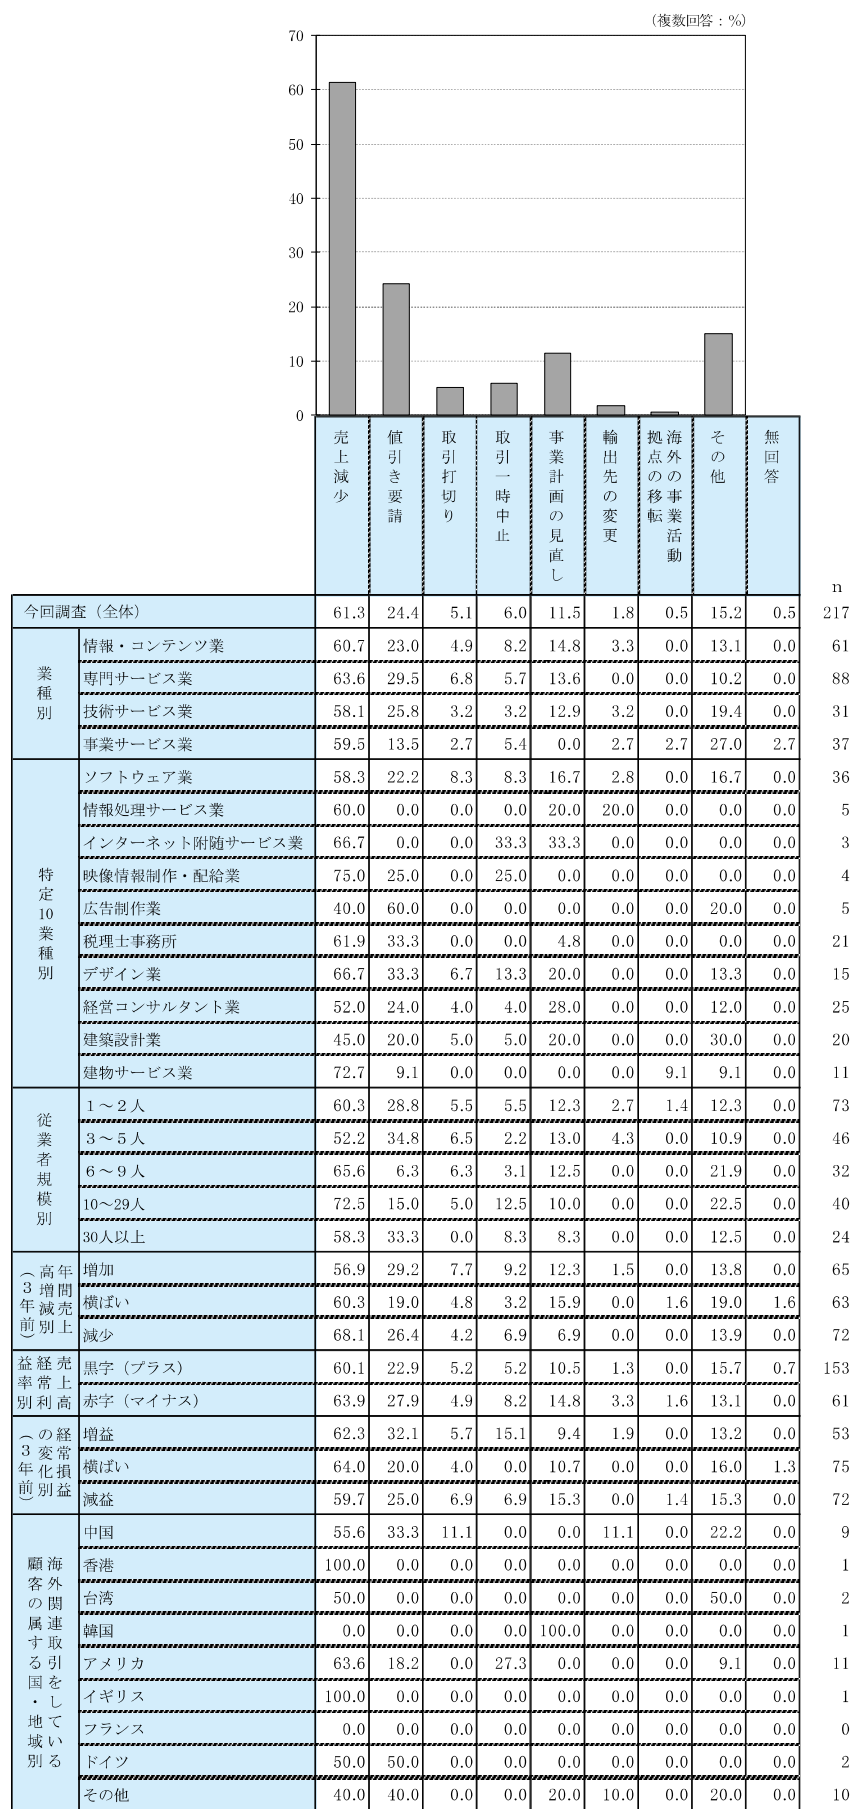 （複数回答：%）
70
60
50
40
30
20
10
0
売上減少
値引き要請
取引打切り
取引一時中止
事業計画の見直し
輸出先の変更
海外の事業活動
拠点の移転
その他
無回答
n
今回調査（全体） 61.3 24.4 5.1 6.0 11.5 1.8 0.5 15.2 0.5 217
業種別
情報・コンテンツ業 60.7 23.0 4.9 8.2 14.8 3.3 0.0 13.1 0.0 61
専門サービス業 63.6 29.5 6.8 5.7 13.6 0.0 0.0 10.2 0.0 88
技術サービス業 58.1 25.8 3.2 3.2 12.9 3.2 0.0 19.4 0.0 31
事業サービス業 59.5 13.5 2.7 5.4 0.0 2.7 2.7 27.0 2.7 37
特定10業種別
ソフトウェア業 58.3 22.2 8.3 8.3 16.7 2.8 0.0 16.7 0.0 36
情報処理サービス業 60.0 0.0 0.0 0.0 20.0 20.0 0.0 0.0 0.0 5
インターネット附随サービス業 66.7 0.0 0.0 33.3 33.3 0.0 0.0 0.0 0.0 3
映像情報制作・配給業 75.0 25.0 0.0 25.0 0.0 0.0 0.0 0.0 0.0 4
広告制作業 40.0 60.0 0.0 0.0 0.0 0.0 0.0 20.0 0.0 5
税理士事務所 61.9 33.3 0.0 0.0 4.8 0.0 0.0 0.0 0.0 21
デザイン業 66.7 33.3 6.7 13.3 20.0 0.0 0.0 13.3 0.0 15
経営コンサルタント業 52.0 24.0 4.0 4.0 28.0 0.0 0.0 12.0 0.0 25
建築設計業 45.0 20.0 5.0 5.0 20.0 0.0 0.0 30.0 0.0 20
建物サービス業 72.7 9.1 0.0 0.0 0.0 0.0 9.1 9.1 0.0 11
従業者規模別
１～２人 60.3 28.8 5.5 5.5 12.3 2.7 1.4 12.3 0.0 73
３～５人 52.2 34.8 6.5 2.2 13.0 4.3 0.0 10.9 0.0 46
６～９人 65.6 6.3 6.3 3.1 12.5 0.0 0.0 21.9 0.0 32
10～29人 72.5 15.0 5.0 12.5 10.0 0.0 0.0 22.5 0.0 40
30人以上 58.3 33.3 0.0 8.3 8.3 0.0 0.0 12.5 0.0 24
年間売上
高増減別
（３年前）
増加 56.9 29.2 7.7 9.2 12.3 1.5 0.0 13.8 0.0 65
横ばい 60.3 19.0 4.8 3.2 15.9 0.0 1.6 19.0 1.6 63
減少 68.1 26.4 4.2 6.9 6.9 0.0 0.0 13.9 0.0 72
売上高
経常利
益率別
黒字（プラス） 60.1 22.9 5.2 5.2 10.5 1.3 0.0 15.7 0.7 153
赤字（マイナス） 63.9 27.9 4.9 8.2 14.8 3.3 1.6 13.1 0.0 61
経常損益
の変化別
（３年前）
増益 62.3 32.1 5.7 15.1 9.4 1.9 0.0 13.2 0.0 53
横ばい 64.0 20.0 4.0 0.0 10.7 0.0 0.0 16.0 1.3 75
減益 59.7 25.0 6.9 6.9 15.3 0.0 1.4 15.3 0.0 72
海外関連取引をしている
顧客の属する国・地域別
中国 55.6 33.3 11.1 0.0 0.0 11.1 0.0 22.2 0.0 9
香港 100.0 0.0 0.0 0.0 0.0 0.0 0.0 0.0 0.0 1
台湾 50.0 0.0 0.0 0.0 0.0 0.0 0.0 50.0 0.0 2
韓国 0.0 0.0 0.0 0.0 100.0 0.0 0.0 0.0 0.0 1
アメリカ 63.6 18.2 0.0 27.3 0.0 0.0 0.0 9.1 0.0 11
イギリス 100.0 0.0 0.0 0.0 0.0 0.0 0.0 0.0 0.0 1
フランス 0.0 0.0 0.0 0.0 0.0 0.0 0.0 0.0 0.0 0
ドイツ 50.0 50.0 0.0 0.0 0.0 0.0 0.0 0.0 0.0 2
その他 40.0 40.0 0.0 0.0 20.0 10.0 0.0 20.0 0.0 10